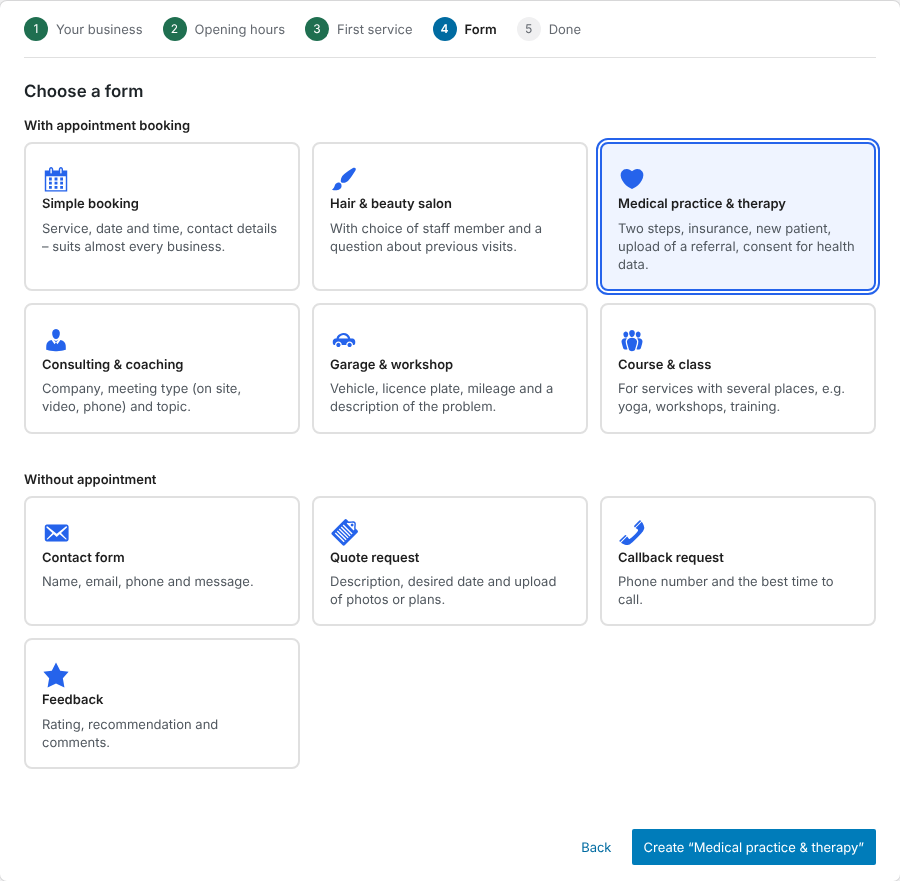 1 Your business 2 Opening hours 3 First service 4 Form 5 Done
Choose a form
With appointment booking
Simple booking
Service, date and time, contact details
– suits almost every business.
Hair & beauty salon
With choice of staff member and a
question about previous visits.
Medical practice & therapy
Two steps, insurance, new patient,
upload of a referral, consent for health
data.
Consulting & coaching
Company, meeting type (on site,
video, phone) and topic.
Garage & workshop
Vehicle, licence plate, mileage and a
description of the problem.
Course & class
For services with several places, e.g.
yoga, workshops, training.
Without appointment
Contact form
Name, email, phone and message.
Quote request
Description, desired date and upload
of photos or plans.
Callback request
Phone number and the best time to
call.
Feedback
Rating, recommendation and
comments.
Back
Create “Medical practice & therapy”